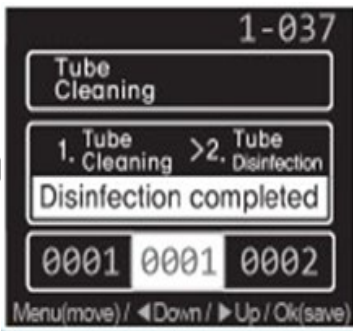 1-037
Tube
Cleaning
1. Tube Cleaning >2. Tube Disinfection
Disinfection completed
0001 0001 0002
Menu(move) / ◀Down / ▶Up / Ok(save)